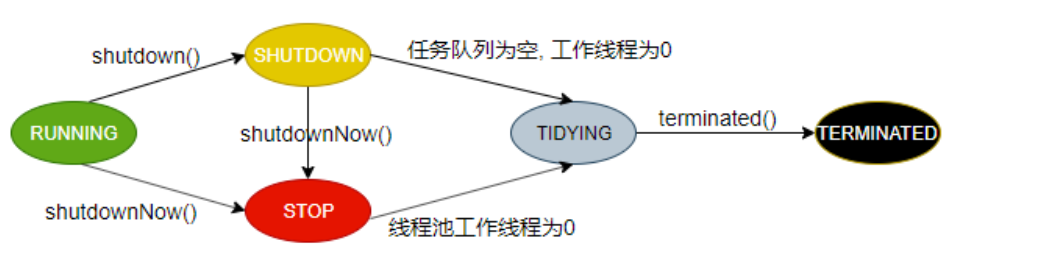 shutdown()
SHUTDOWN
任务队列为空, 工作线程为0
RUNNING
shutdownNow()
TIDYING
terminated()
TERMINATED
shutdownNow()
STOP
线程池工作线程为0